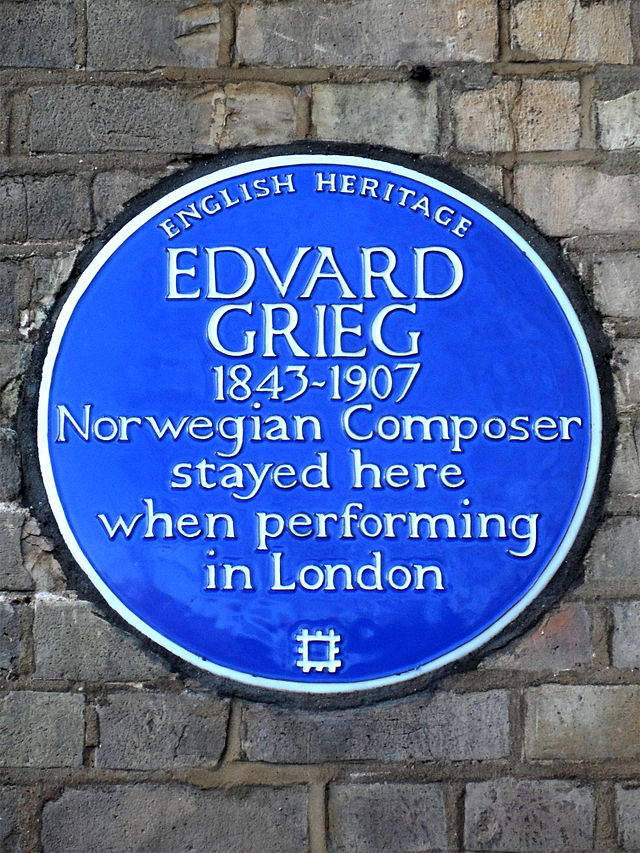 ENGLISH HERITAGE
EDVARD
GRIEG
1843-1907
Norwegian Composer
stayed here
when performing
in London